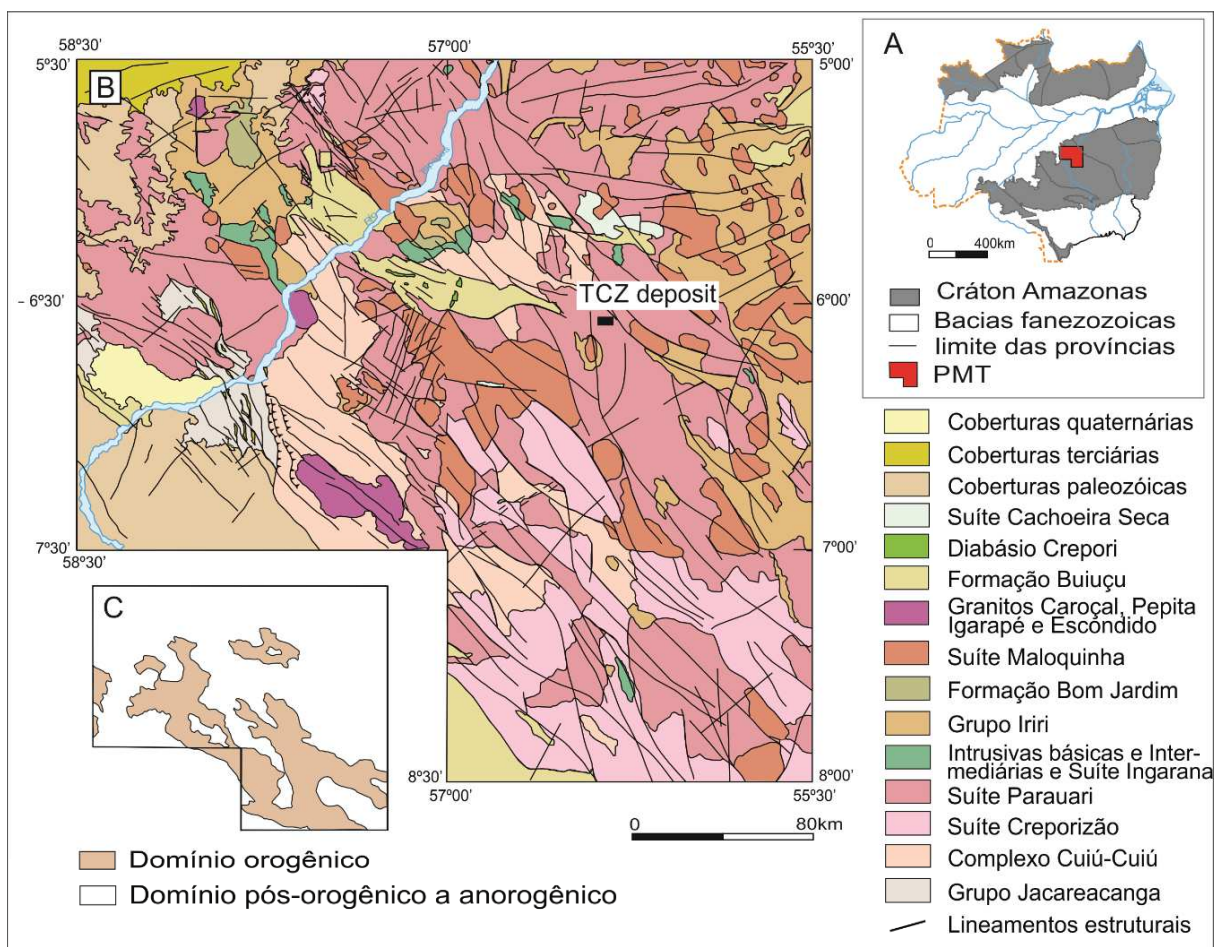 58°30'
57°00'
55°30'
5°30'
5°00'
B
TCZ deposit
- 6°30'
6°00'
7°30'
58°30'
7°00'
8°30'
8°00'
57°00'
55°30'
0 80km
C
Domínio orogênico
Domínio pós-orogênico a anorogênico
A
0 400km
Cráton Amazonas
Bacias fanezozoicas
limite das províncias
PMT
Coberturas quaternárias
Coberturas terciárias
Coberturas paleozóicas
Suíte Cachoeira Seca
Diabásio Crepori
Formação Buiuçu
Granitos Caroçal, Pepita
Igarapé e Escondido
Suíte Maloquinha
Formação Bom Jardim
Grupo Iriri
Intrusivas básicas e Inter-
mediárias e Suíte Ingarana
Suíte Parauari
Suíte Creporizão
Complexo Cuiú-Cuiú
Grupo Jacareacanga
Lineamentos estruturais